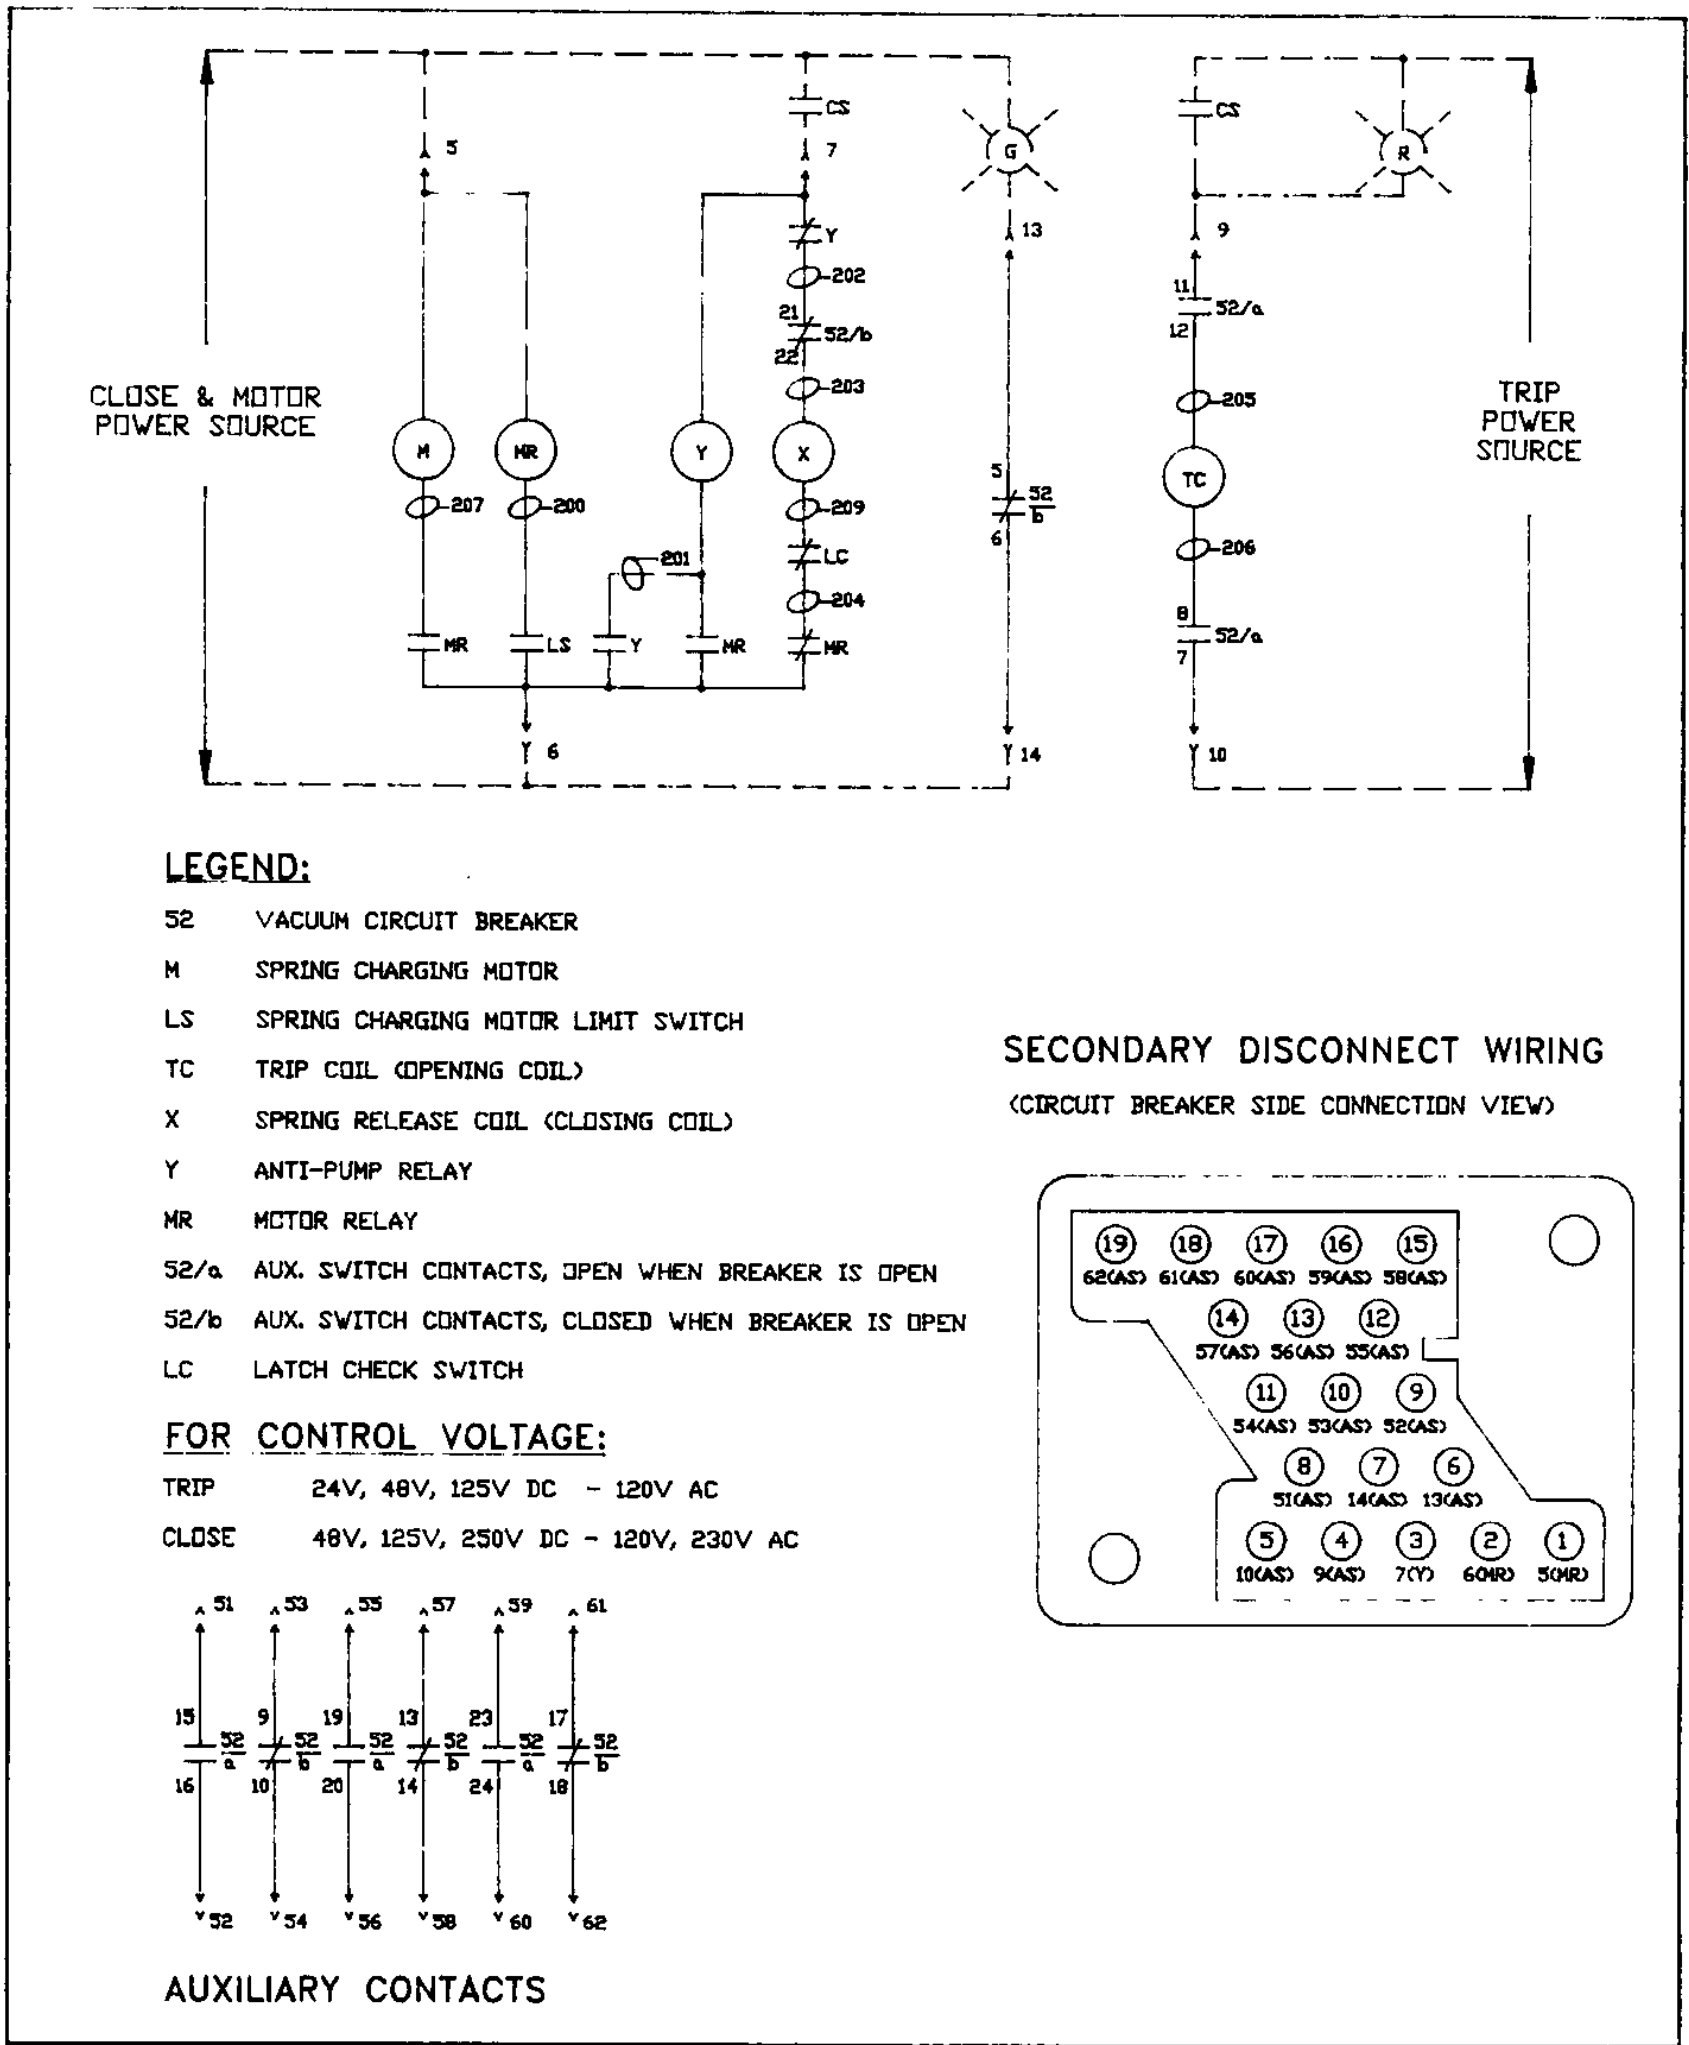 CS
CS
5
7
G
R
13
9
Y
202
11
52/a
12
21
52/b
22
203
205
CLOSE & MOTOR
POWER SOURCE
TRIP
POWER
SOURCE
M
MR
Y
X
TC
207
200
209
5
52
b
6
201
LC
206
204
8
52/a
7
MR
LS
Y
MR
MR
6
14
10
LEGEND:
52 VACUUM CIRCUIT BREAKER
M SPRING CHARGING MOTOR
LS SPRING CHARGING MOTOR LIMIT SWITCH
TC TRIP COIL (OPENING COIL)
X SPRING RELEASE COIL (CLOSING COIL)
Y ANTI-PUMP RELAY
MR MOTOR RELAY
52/a AUX. SWITCH CONTACTS, OPEN WHEN BREAKER IS OPEN
52/b AUX. SWITCH CONTACTS, CLOSED WHEN BREAKER IS OPEN
LC LATCH CHECK SWITCH
FOR CONTROL VOLTAGE:
TRIP 24V, 48V, 125V DC - 120V AC
CLOSE 48V, 125V, 250V DC - 120V, 230V AC
SECONDARY DISCONNECT WIRING
(CIRCUIT BREAKER SIDE CONNECTION VIEW)
19 18 17 16 15
62(AS) 61(AS) 60(AS) 59(AS) 58(AS)
14 13 12
57(AS) 56(AS) 55(AS)
11 10 9
54(AS) 53(AS) 52(AS)
8 7 6
51(AS) 14(AS) 13(AS)
5 4 3 2 1
10(AS) 9(AS) 7(Y) 6(MR) 5(MR)
51 53 55 57 59 61
15 9 19 13 23 17
52 52 52 52 52 52
a b a b a b
16 10 20 14 24 18
52 54 56 58 60 62
AUXILIARY CONTACTS